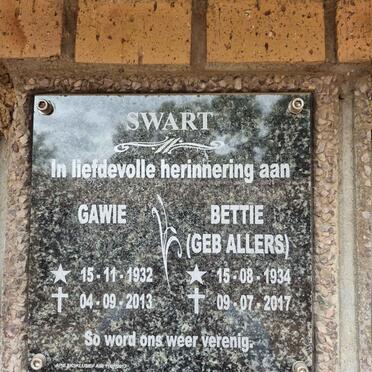 SWART
In liefdevolle herinnering aan
GAWIE
BETTIE
(GEB ALLERS)
15-11-1932
15-08-1934
04-09-2013
09-07-2017
So word ons weer verenig.